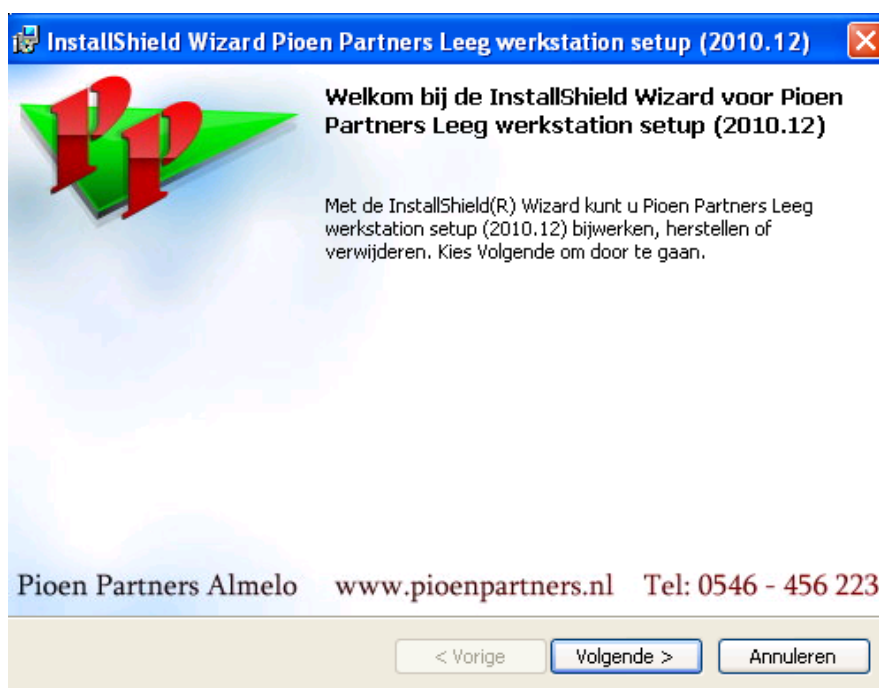 InstallShield Wizard Pioen Partners Leeg werkstation setup (2010.12)
PP
Welkom bij de InstallShield Wizard voor Pioen
Partners Leeg werkstation setup (2010.12)
Met de InstallShield(R) Wizard kunt u Pioen Partners Leeg
werkstation setup (2010.12) bijwerken, herstellen of
verwijderen. Kies Volgende om door te gaan.
Pioen Partners Almelo www.pioenpartners.nl Tel: 0546 - 456 223
< Vorige Volgende > Annuleren